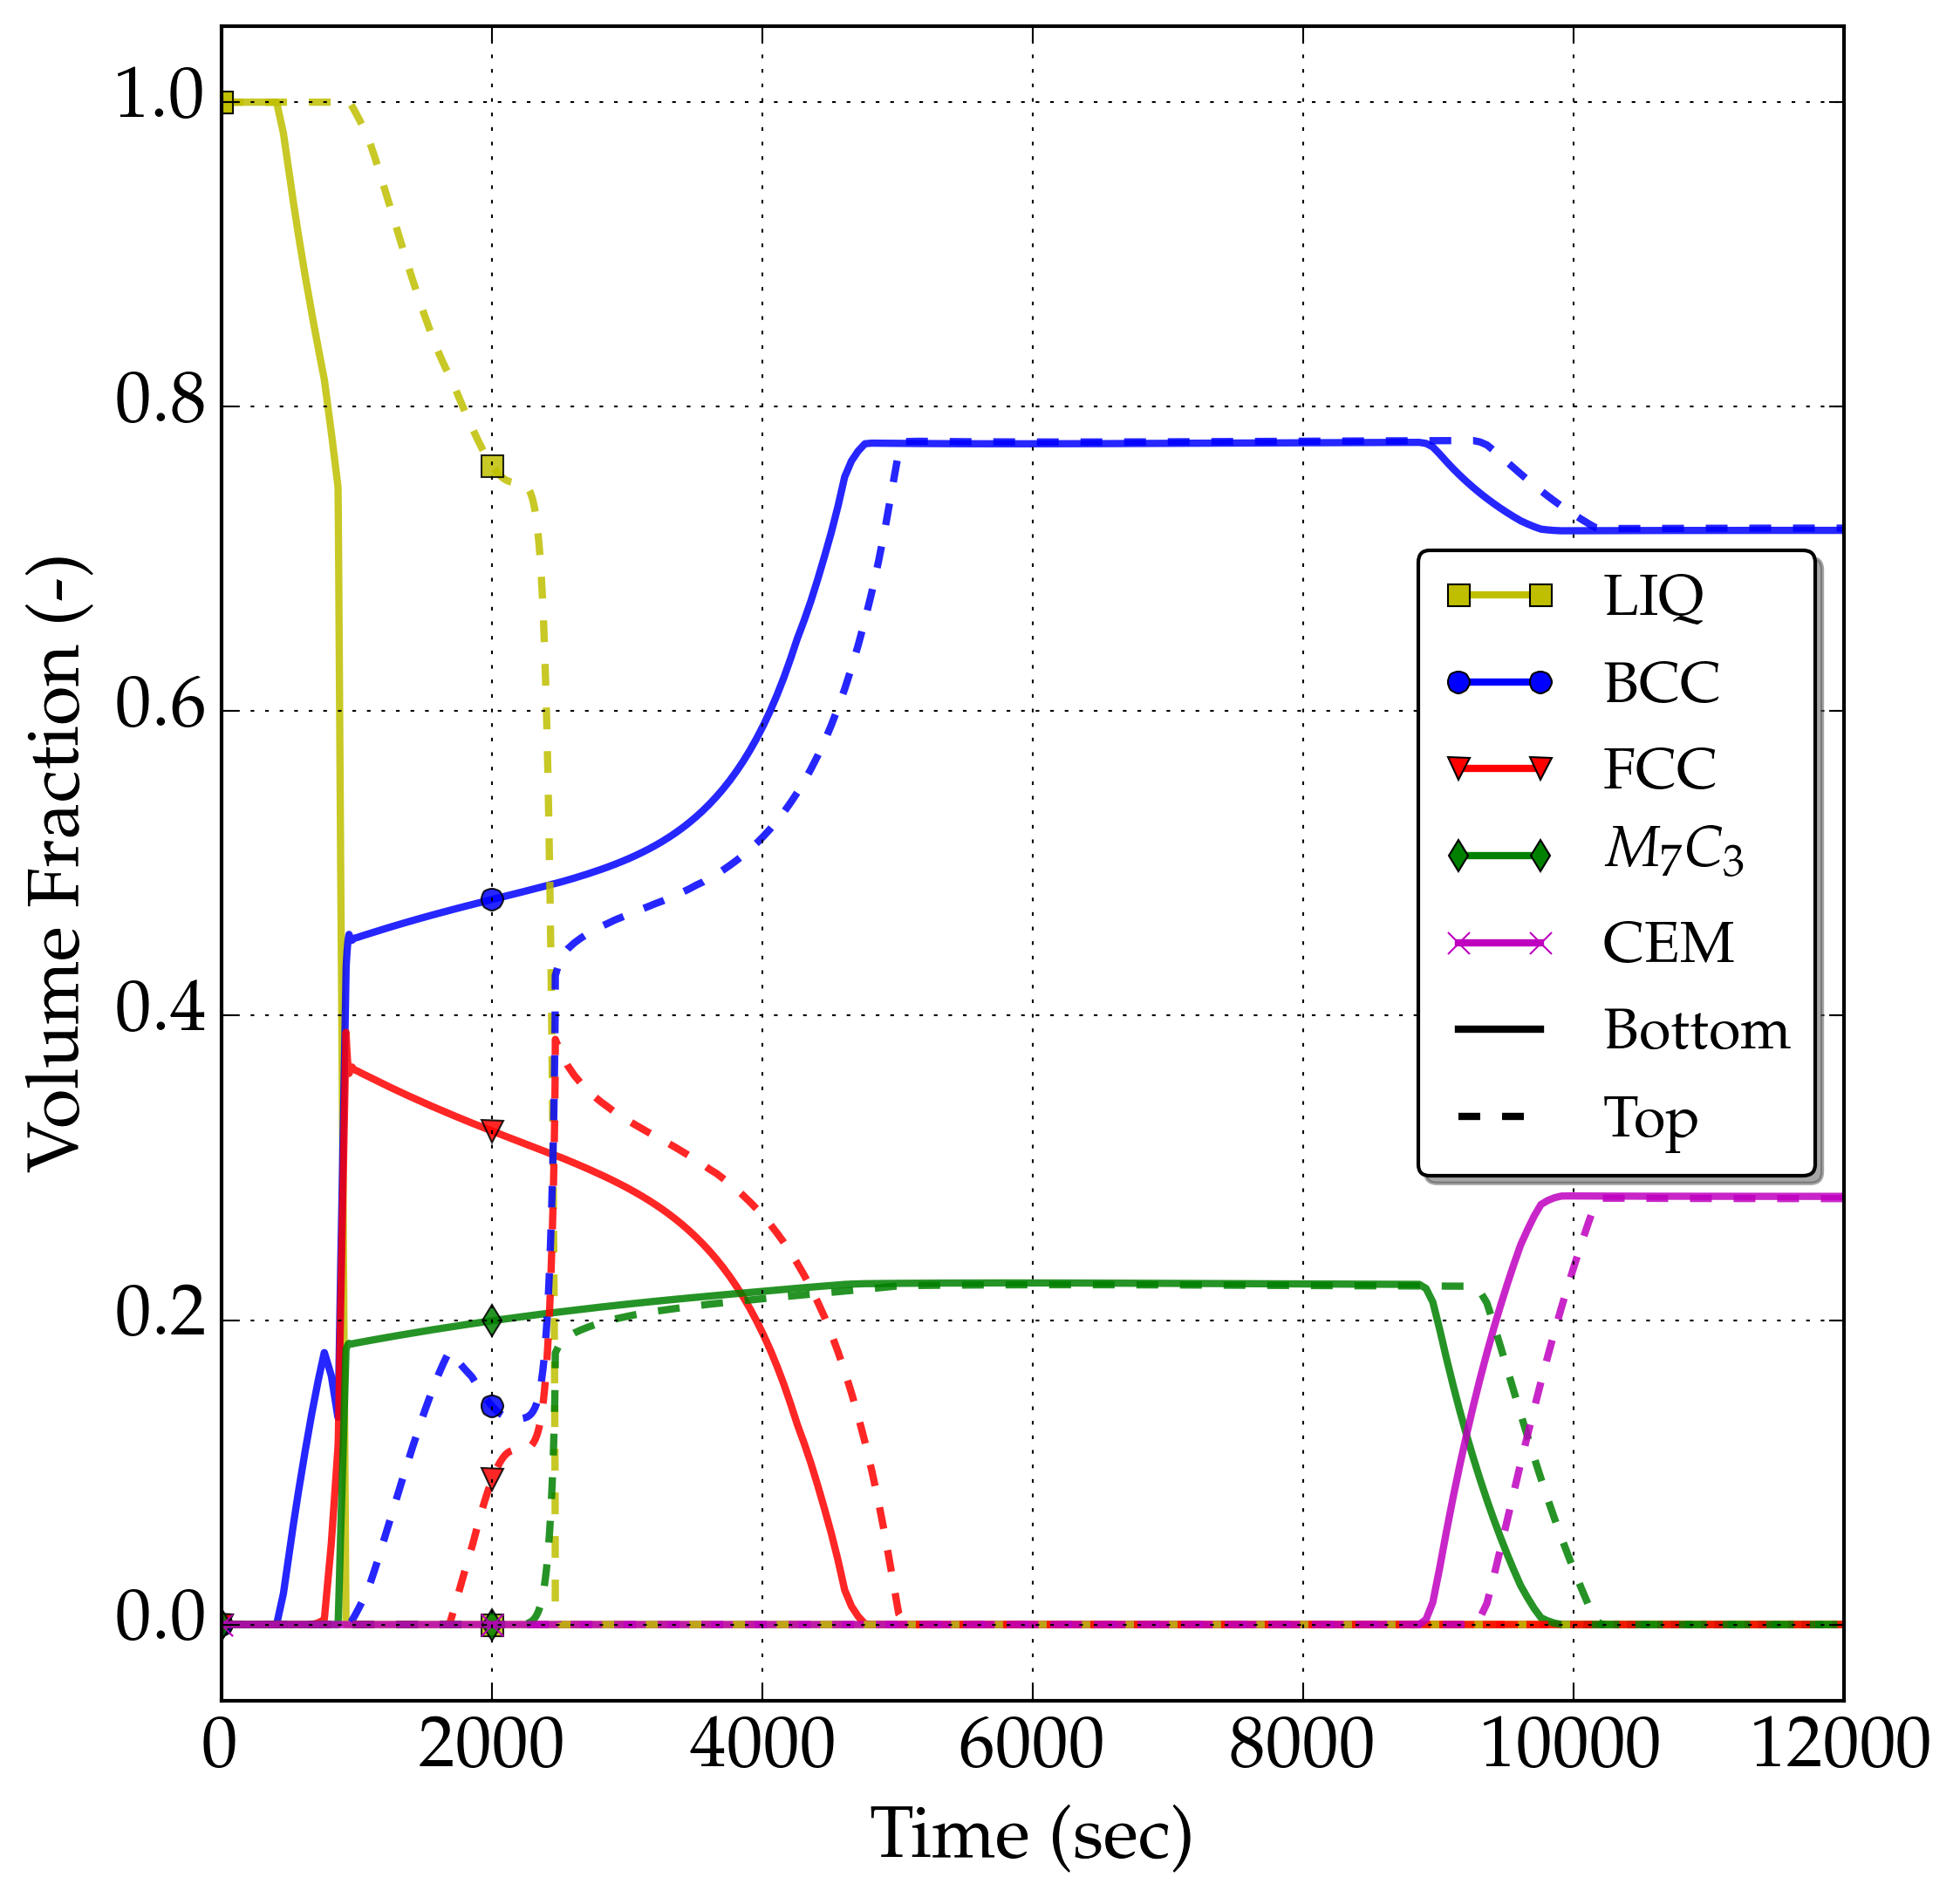 1.0
0.8
0.6
0.4
0.2
0.0
Volume Fraction (-)
LIQ
BCC
FCC
M₇C₃
CEM
Bottom
Top
0 2000 4000 6000 8000 10000 12000
Time (sec)